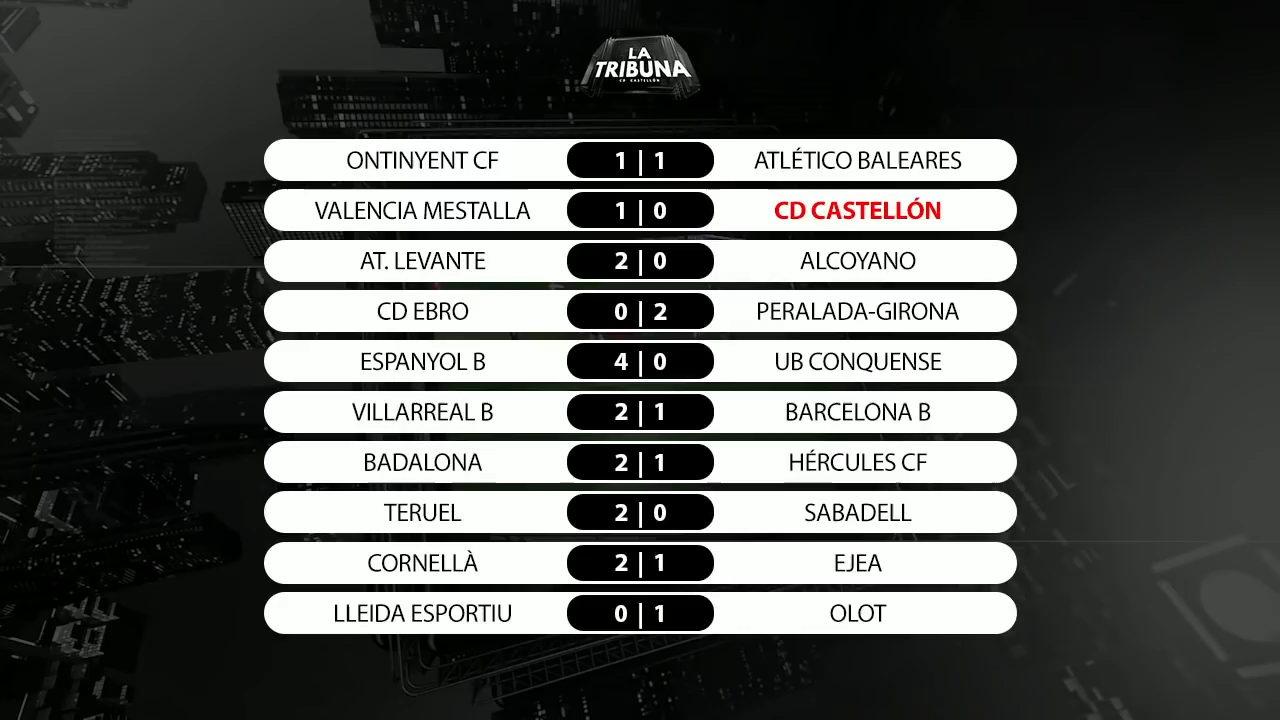 LA
TRIBUNA
CD CASTELLÓN
ONTINYENT CF 1 | 1 ATLÉTICO BALEARES
VALENCIA MESTALLA 1 | 0 CD CASTELLÓN
AT. LEVANTE 2 | 0 ALCOYANO
CD EBRO 0 | 2 PERALADA-GIRONA
ESPANYOL B 4 | 0 UB CONQUENSE
VILLARREAL B 2 | 1 BARCELONA B
BADALONA 2 | 1 HÉRCULES CF
TERUEL 2 | 0 SABADELL
CORNELLÀ 2 | 1 EJEA
LLEIDA ESPORTIU 0 | 1 OLOT